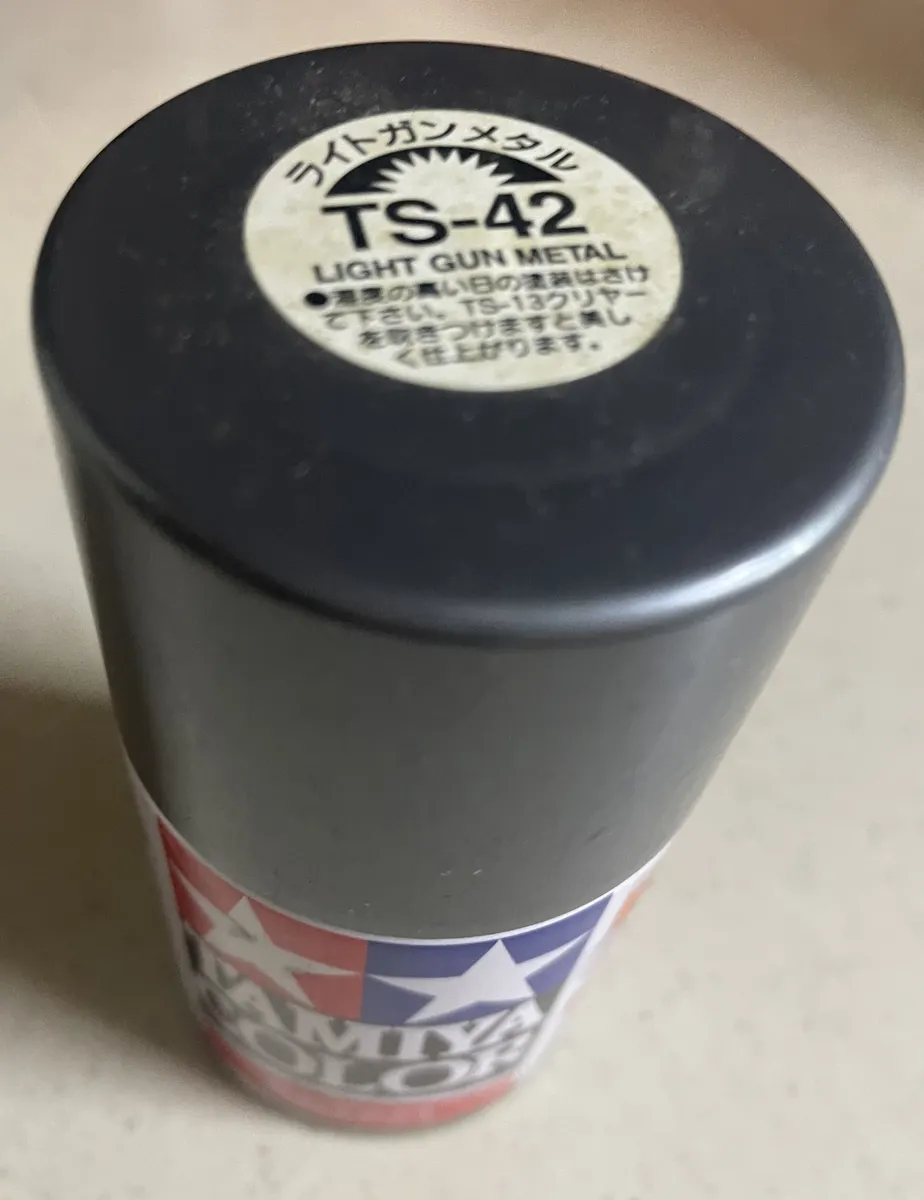 ライトガンメタル
TS-42
LIGHT GUN METAL
●湿度の高い日の塗装はさけ
て下さい。TS-13クリヤー
を吹きつけますと美し
く仕上がります。
TAMIYA
COLOR